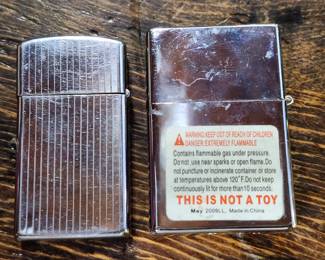 WARNING:KEEP OUT OF REACH OF CHILDREN
DANGER:EXTREMELY FLAMMABLE
Contains flammable gas under pressure.
Do not, use near sparks or open flame.Do
not puncture or incinerate container or store
at temperatures above 120°F.Do not keep
continuously lit for more than 10 seconds.
THIS IS NOT A TOY
May 2009LL, Made in China